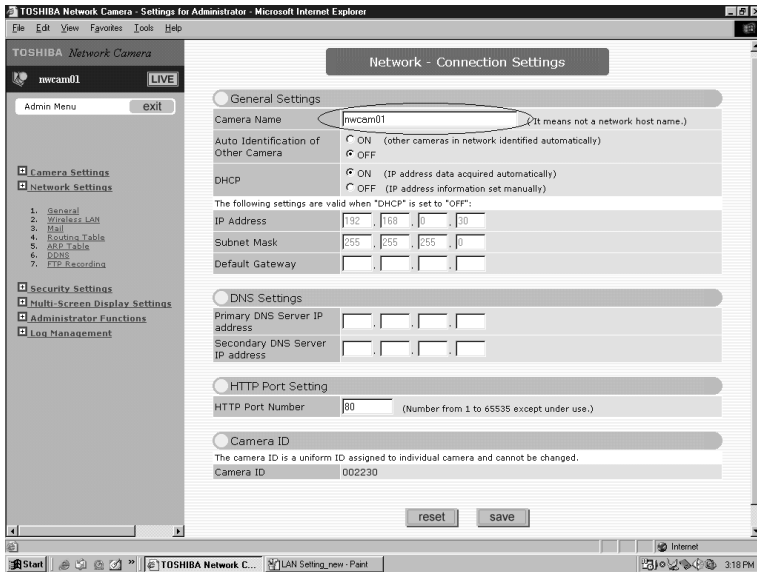 TOSHIBA Network Camera - Settings for Administrator - Microsoft Internet Explorer
File Edit View Favorites Tools Help
TOSHIBA Network Camera
nwcam01 LIVE
Admin Menu exit
Camera Settings
Network Settings
1. General
2. Wireless LAN
3. Mail
4. Routing Table
5. ARP Table
6. DDNS
7. FTP Recording
Security Settings
Multi-Screen Display Settings
Administrator Functions
Log Management
Network - Connection Settings
General Settings
Camera Name nwcam01 ( It means not a network host name.)
Auto Identification of Other Camera
ON (other cameras in network identified automatically)
OFF
DHCP
ON (IP address data acquired automatically)
OFF (IP address information set manually)
The following settings are valid when "DHCP" is set to "OFF":
IP Address 192 . 168 . 0 . 30
Subnet Mask 255 . 255 . 255 . 0
Default Gateway . . .
DNS Settings
Primary DNS Server IP address . . .
Secondary DNS Server IP address . . .
HTTP Port Setting
HTTP Port Number 80 (Number from 1 to 65535 except under use.)
Camera ID
The camera ID is a uniform ID assigned to individual camera and cannot be changed.
Camera ID 002230
reset save
Internet
Start » TOSHIBA Network C... LAN Setting_new - Paint 3:18 PM